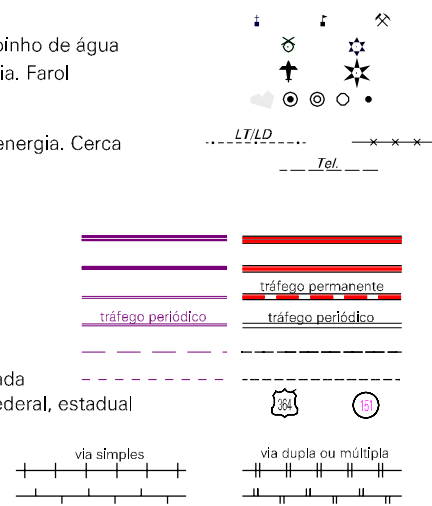 oinho de água
ia. Farol
energia. Cerca
LT/LD
Tel.
tráfego permanente
tráfego periódico
tráfego periódico
ada
ederal, estadual
364
151
via simples
via dupla ou múltipla